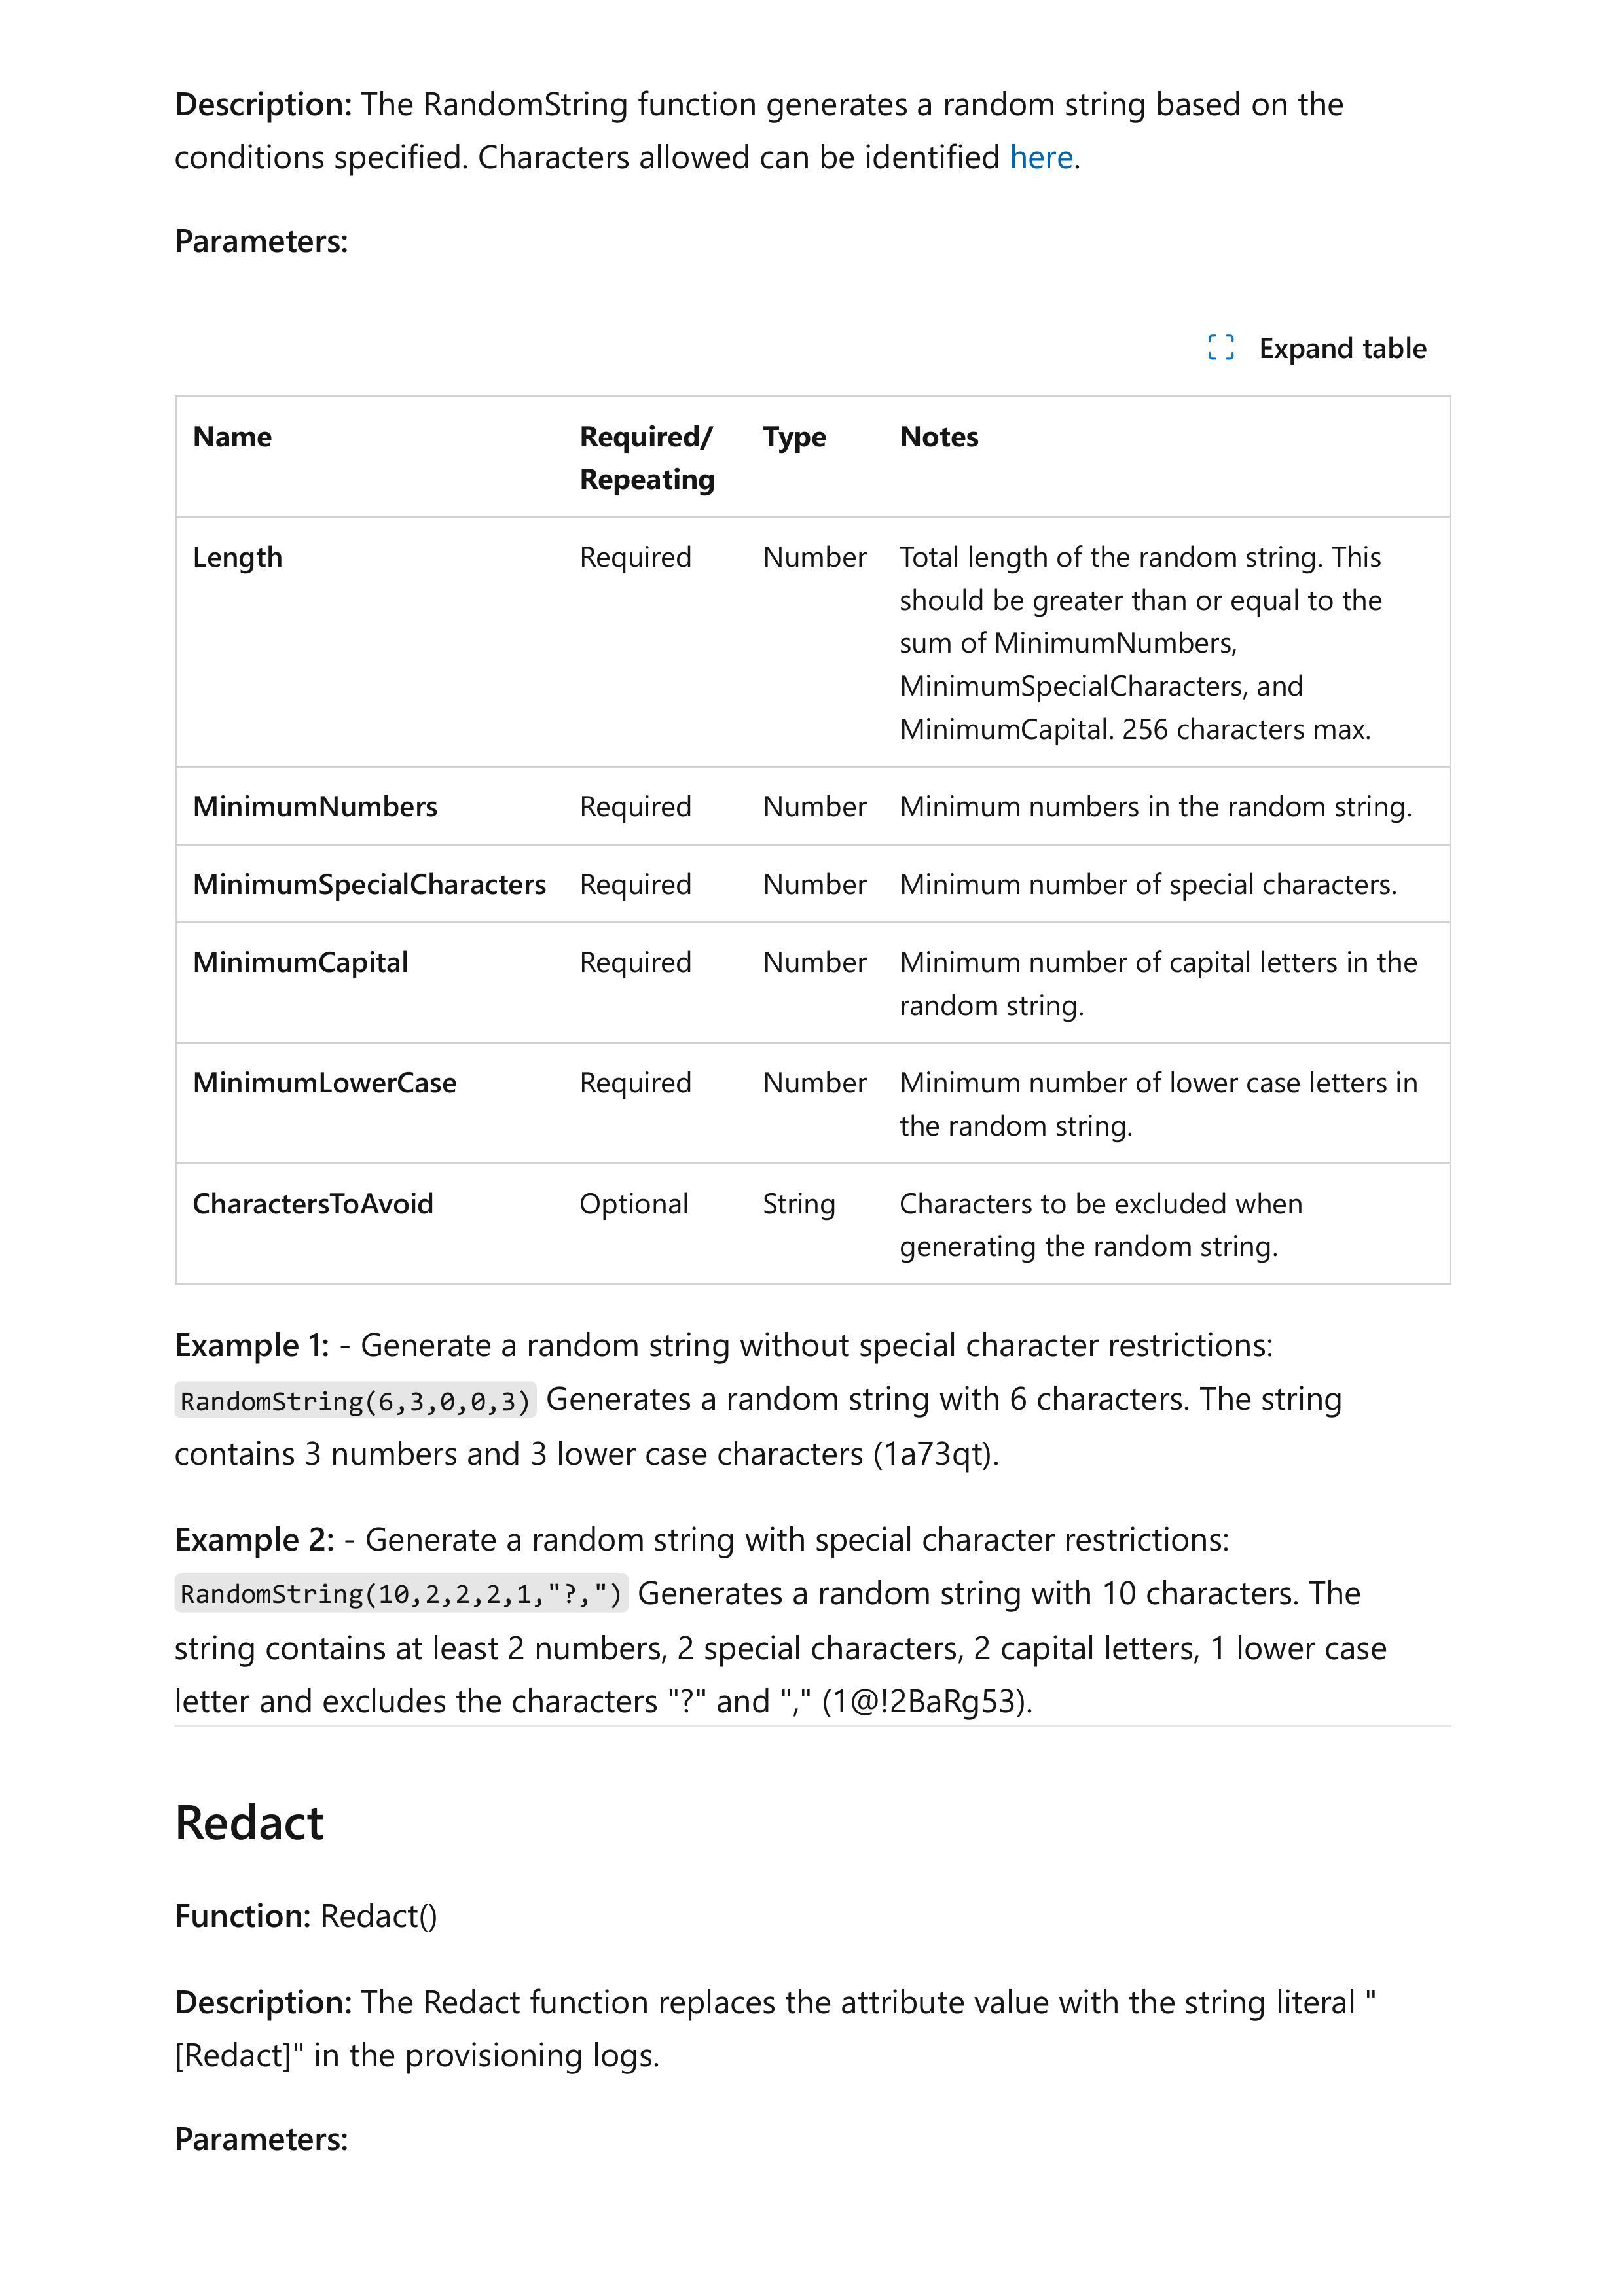 Description: The RandomString function generates a random string based on the
conditions specified. Characters allowed can be identified here.
Parameters:
Expand table
Name Required/ Type Notes
Repeating
Length Required Number Total length of the random string. This
should be greater than or equal to the
sum of MinimumNumbers,
MinimumSpecialCharacters, and
MinimumCapital. 256 characters max.
MinimumNumbers Required Number Minimum numbers in the random string.
MinimumSpecialCharacters Required Number Minimum number of special characters.
MinimumCapital Required Number Minimum number of capital letters in the
random string.
MinimumLowerCase Required Number Minimum number of lower case letters in
the random string.
CharactersToAvoid Optional String Characters to be excluded when
generating the random string.
Example 1: - Generate a random string without special character restrictions:
RandomString(6,3,0,0,3) Generates a random string with 6 characters. The string
contains 3 numbers and 3 lower case characters (1a73qt).
Example 2: - Generate a random string with special character restrictions:
RandomString(10,2,2,2,1,"?,") Generates a random string with 10 characters. The
string contains at least 2 numbers, 2 special characters, 2 capital letters, 1 lower case
letter and excludes the characters "?" and "," (1@!2BaRg53).
Redact
Function: Redact()
Description: The Redact function replaces the attribute value with the string literal "
[Redact]" in the provisioning logs.
Parameters: